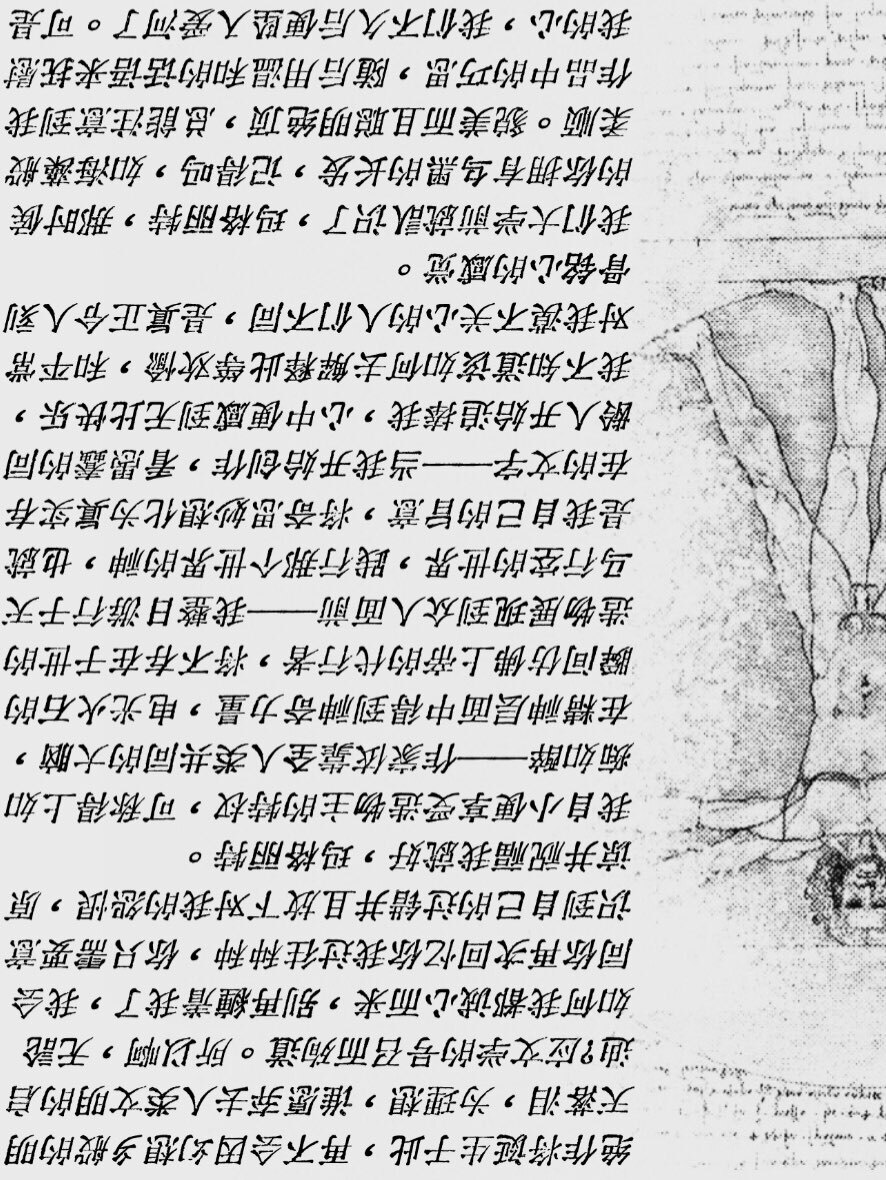 绝作将诞生于此，再不会因幻想乡般的明
天落泪，为理想，谁愿弃去人类文明的启
迪?应文学的号召而殉道。所以啊，无論
如何我都诚心而来，别再纏着我了，我会
同你再次回忆你我过往种种，你只需要意
识到自己的过错并且放下对我的怨恨，原
谅并祝福我就好，玛格丽特。
我自小便享受造物主的特权，可称得上如
痴如醉——作家依靠全人类共同的大脑，
在精神层面中得到神奇力量，电光火石的
瞬间仿佛上帝的代行者，将不存在于世的
造物展现到众人面前——我整日游行于天
马行空的世界，践行那个世界的神，也就
是我自己的旨意，将奇思妙想化为眞实存
在的文字——当我开始创作，看愚蠢的同
龄人开始追捧我，心中便感到无比快乐，
我不知道该如何去解释此等欢愉，和平常
对我漠不关心的人们不同，是眞正令人刻
骨铭心的感觉。
我们大学前就認识了，玛格丽特，那时候
的你拥有乌黑的长发，记得吗，如海藻般
柔顺。貌美而且聪明绝顶，总能注意到我
作品中的巧思，随后用温和的话语来抚慰
我的心，我们不久后便坠入爱河了。可是